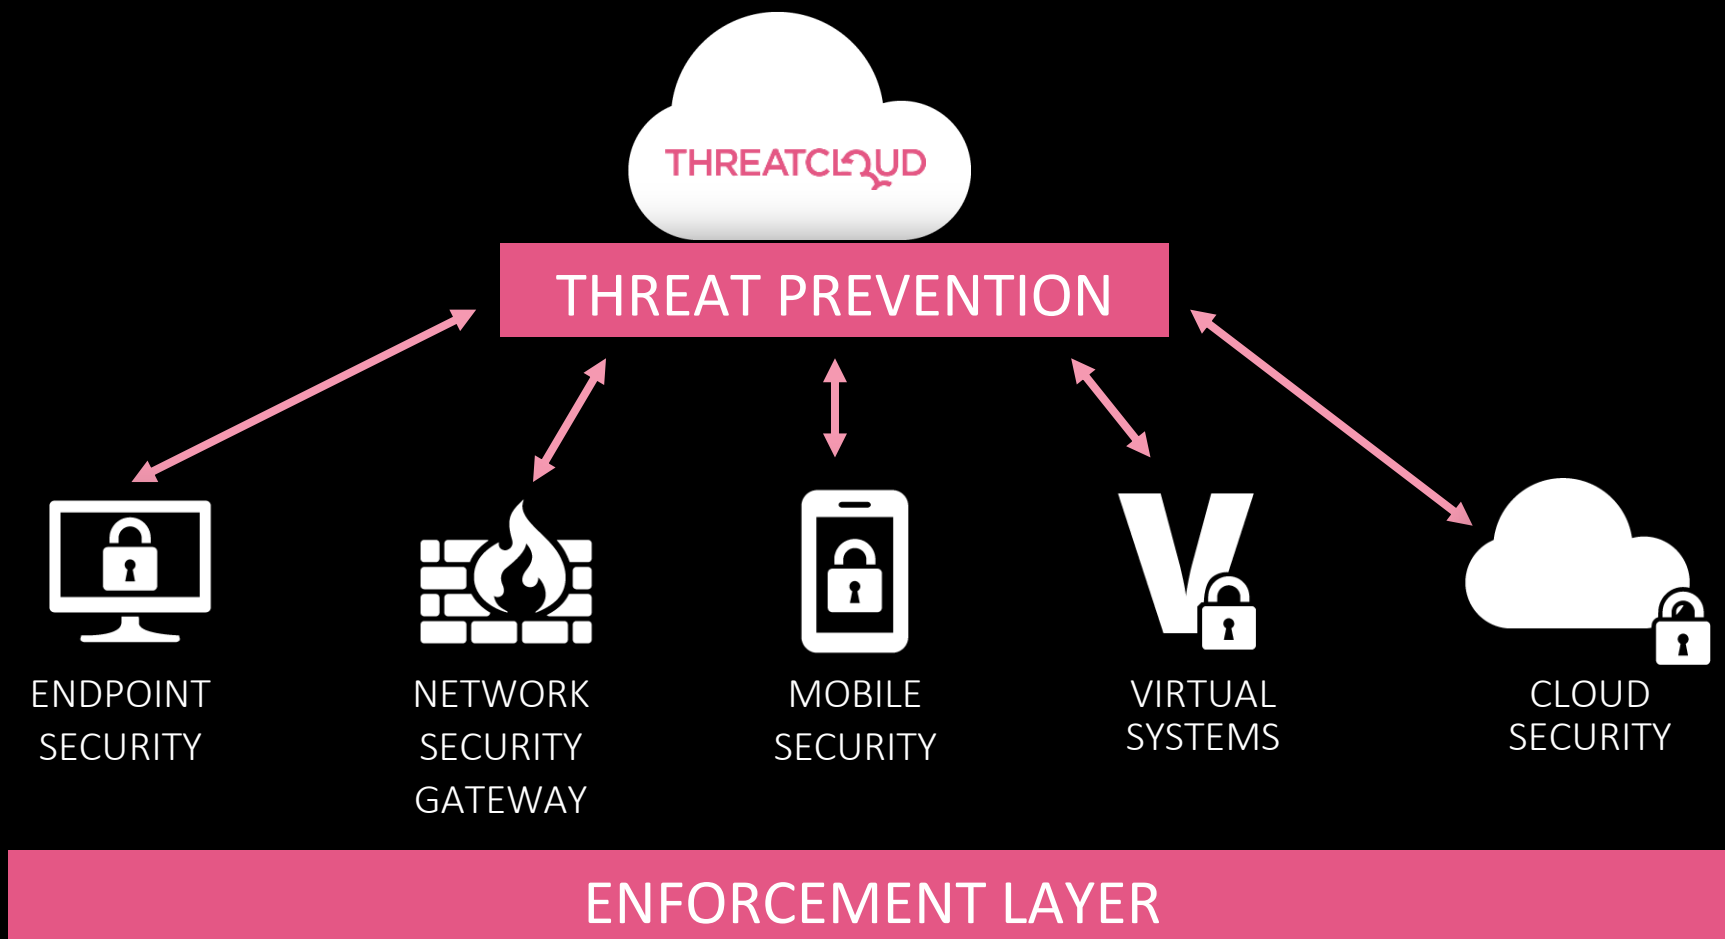 THREATCLOUD
THREAT PREVENTION
ENDPOINT
SECURITY
NETWORK
SECURITY
GATEWAY
MOBILE
SECURITY
VIRTUAL
SYSTEMS
CLOUD
SECURITY
ENFORCEMENT LAYER